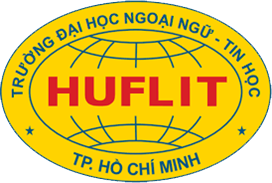 TRƯỜNG ĐẠI HỌC NGOẠI NGỮ - TIN HỌC
HUFLIT
TP. HỒ CHÍ MINH